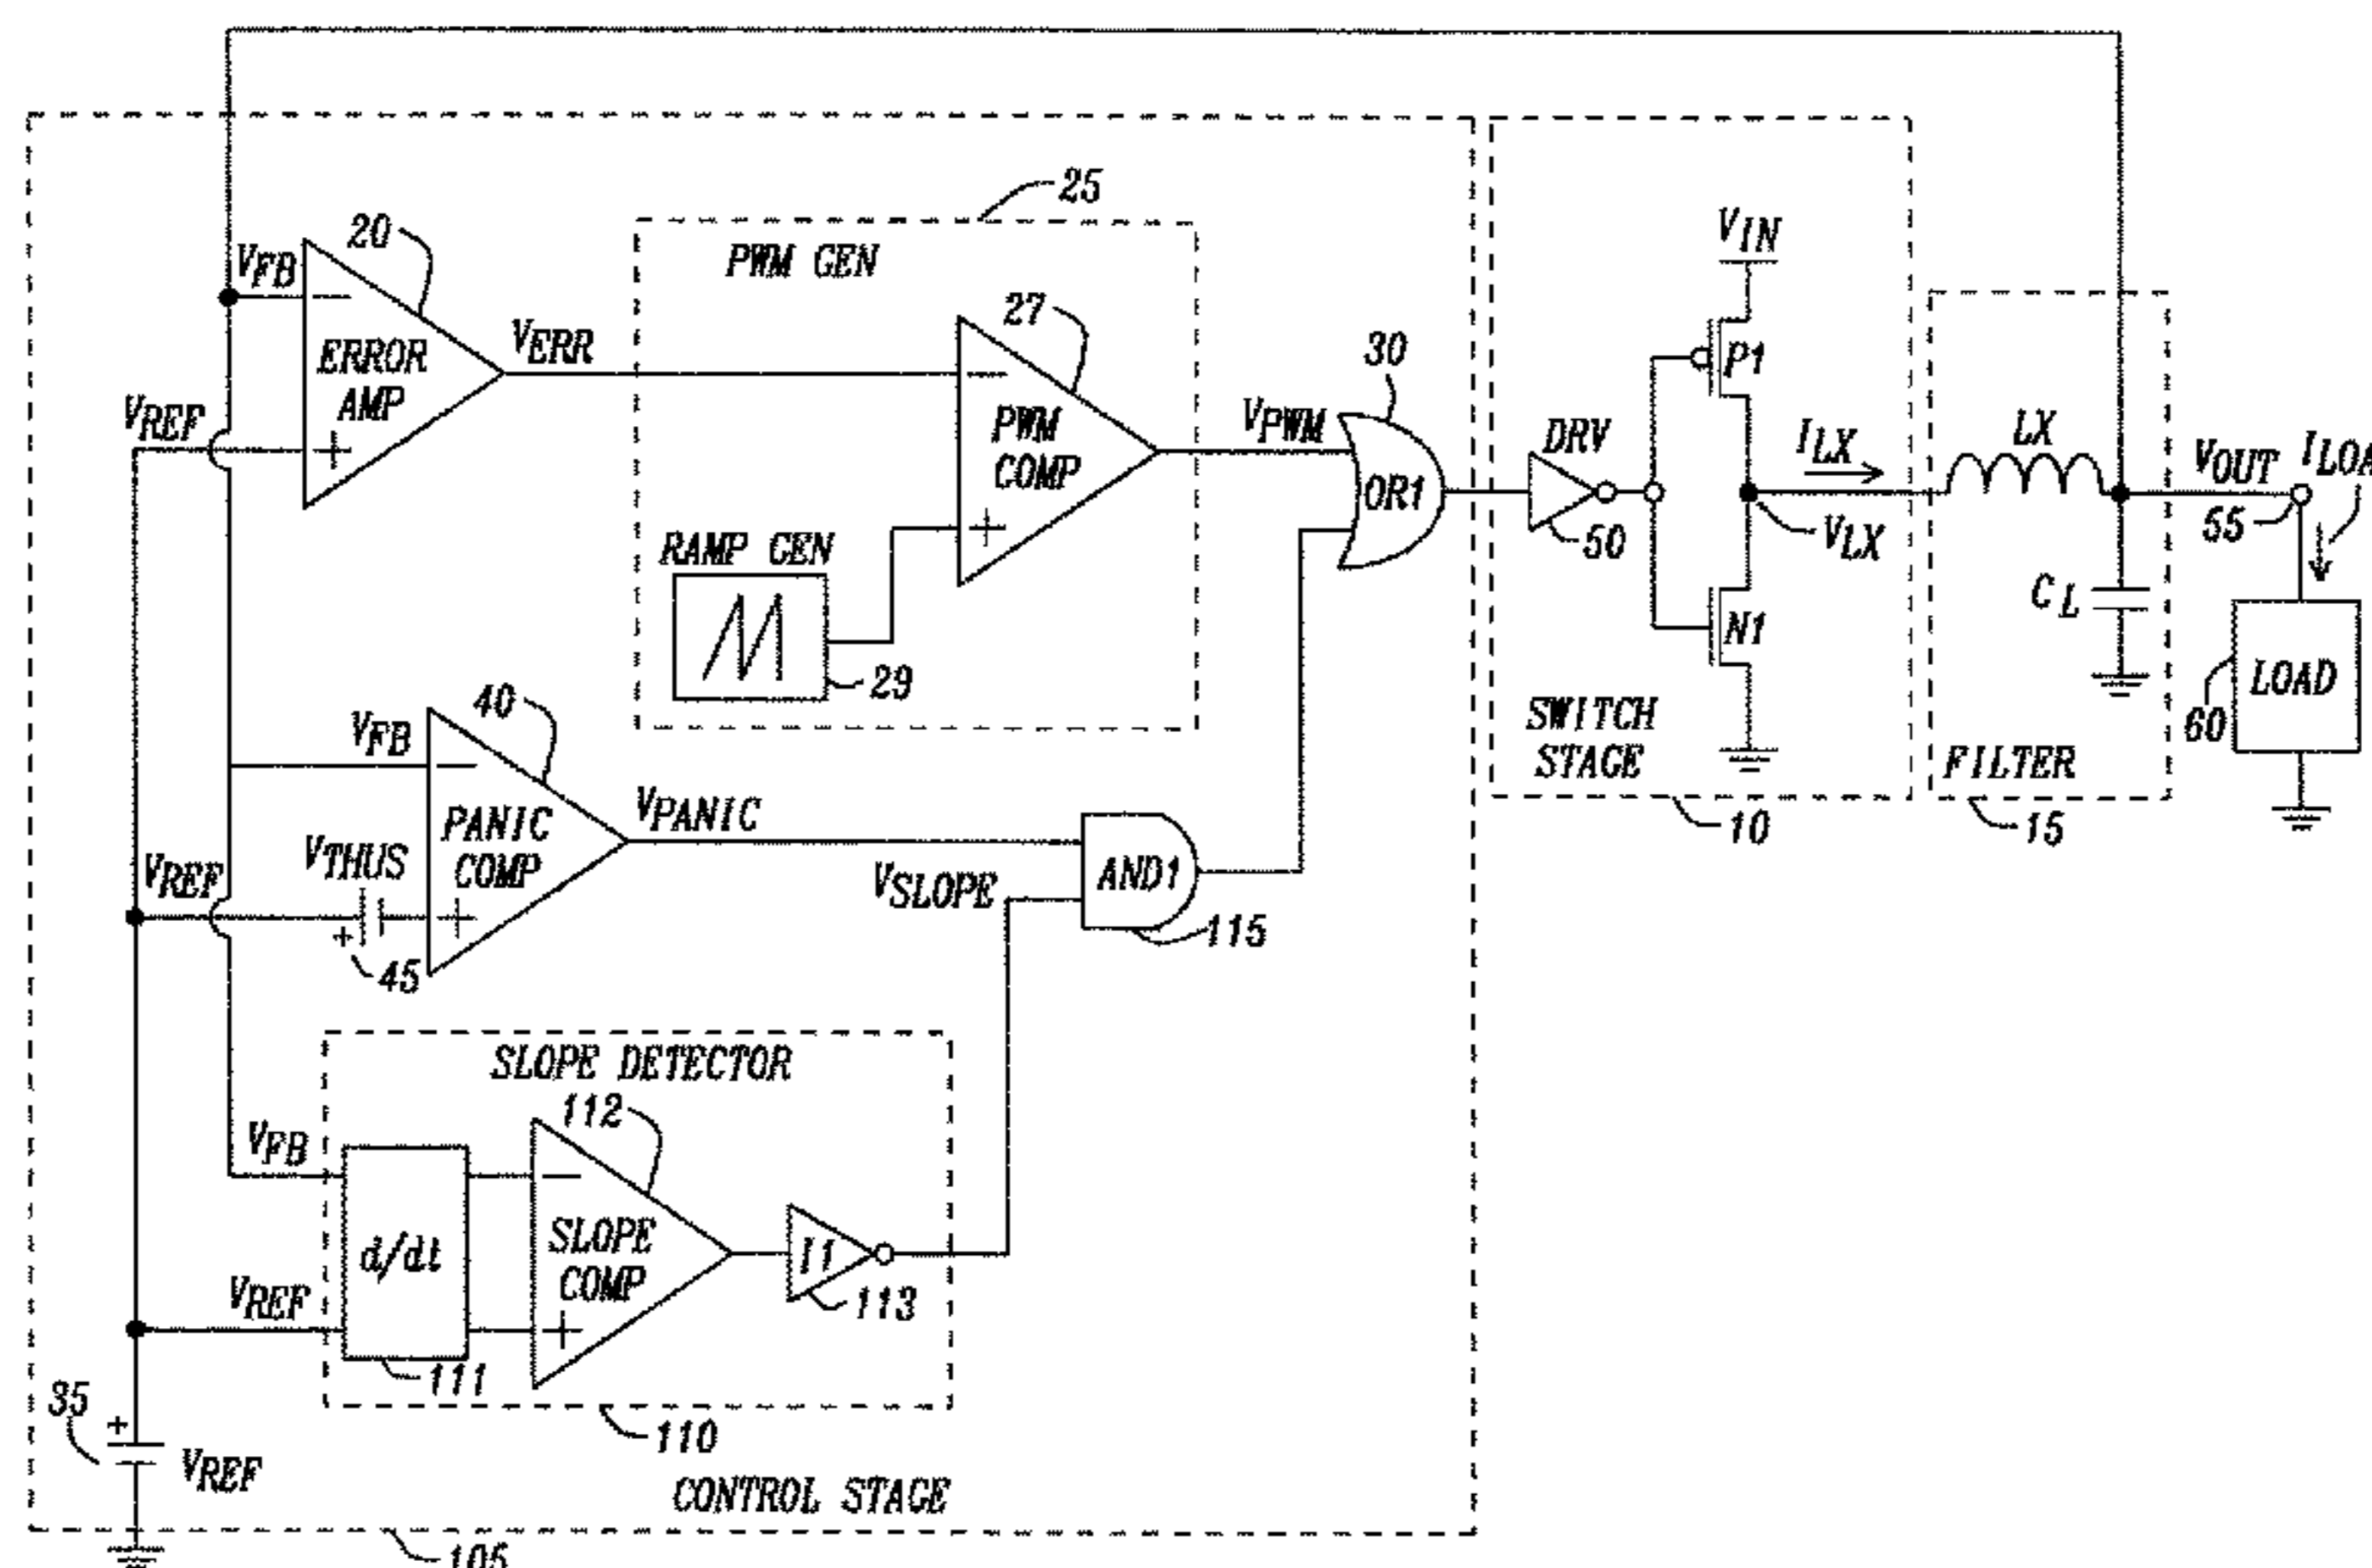 25
20
VFB
ERROR
AMP
VREF
VERR
PWM GEN
27
PWM
COMP
RAMP GEN
29
VPWM
30
OR1
VIN
P1
DRV
50
ILX
VLX
N1
SWITCH
STAGE
10
LX
CL
FILTER
15
VOUT
55
LOAD
60
40
VFB
PANIC
COMP
VTHUS
VREF
+
45
VPANIC
VSLOPE
AND1
115
SLOPE DETECTOR
112
VFB
d/dt
VREF
111
SLOPE
COMP
I1
113
110
35
+
VREF
CONTROL STAGE
105